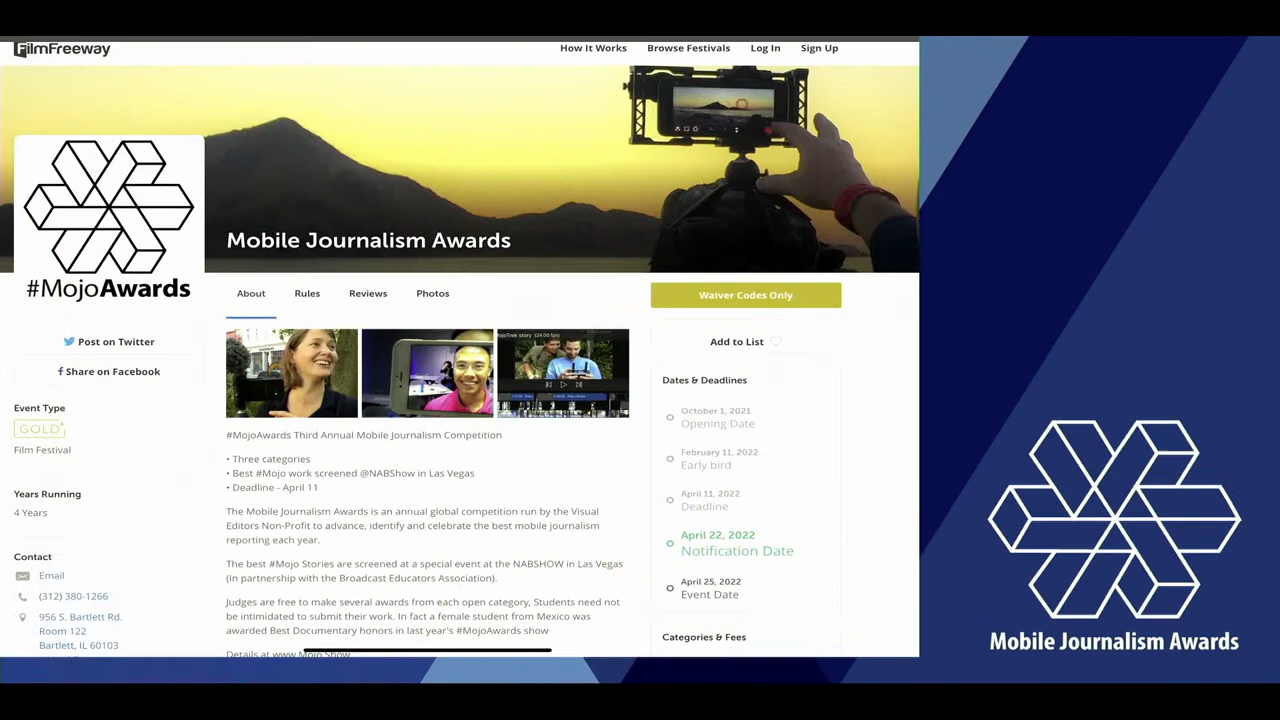 FilmFreeway
How It Works
Browse Festivals
Log In
Sign Up
#MojoAwards
Mobile Journalism Awards
About
Rules
Reviews
Photos
Waiver Codes Only
Post on Twitter
Share on Facebook
Event Type
GOLD
Film Festival
Years Running
4 Years
Contact
Email
(312) 380-1266
956 S. Bartlett Rd.
Room 122
Bartlett, IL 60103
#MojoAwards Third Annual Mobile Journalism Competition
• Three categories
• Best #Mojo work screened @NABShow in Las Vegas
• Deadline - April 11
The Mobile Journalism Awards is an annual global competition run by the Visual
Editors Non-Profit to advance, identify and celebrate the best mobile journalism
reporting each year.
The best #Mojo Stories are screened at a special event at the NABSHOW in Las Vegas
(In partnership with the Broadcast Educators Association).
Judges are free to make several awards from each open category, Students need not
be intimidated to submit their work. In fact a female student from Mexico was
awarded Best Documentary honors in last year's #MojoAwards show
Details at www Mojo Show
Add to List
Dates & Deadlines
October 1, 2021
Opening Date
February 11, 2022
Early bird
April 11, 2022
Deadline
April 22, 2022
Notification Date
April 25, 2022
Event Date
Categories & Fees
Mobile Journalism Awards